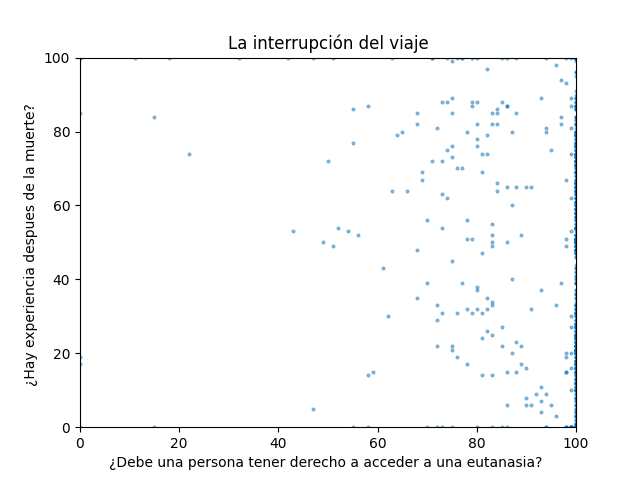 La interrupción del viaje
¿Hay experiencia despues de la muerte?
100
80
60
40
20
0
0 20 40 60 80 100
¿Debe una persona tener derecho a acceder a una eutanasia?